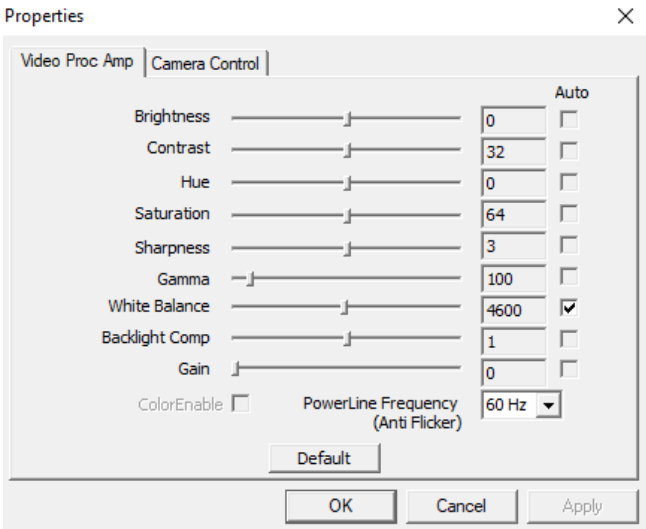 Properties
Video Proc Amp
Camera Control
Auto
Brightness 0
Contrast 32
Hue 0
Saturation 64
Sharpness 3
Gamma 100
White Balance 4600
Backlight Comp 1
Gain 0
ColorEnable PowerLine Frequency 60 Hz
(Anti Flicker)
Default
OK Cancel Apply